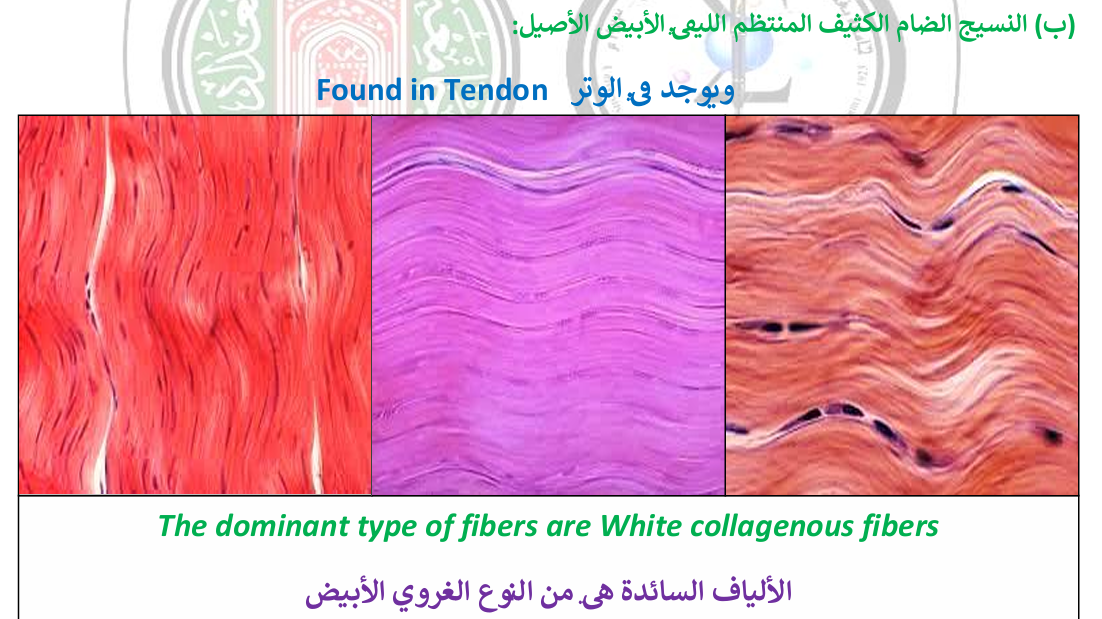 (ب) النسيج الضام الكثيف المنتظم الليفي الأبيض الأصيل:
ويوجد في الوتر Found in Tendon
The dominant type of fibers are White collagenous fibers
الألياف السائدة هي من النوع الغروي الأبيض